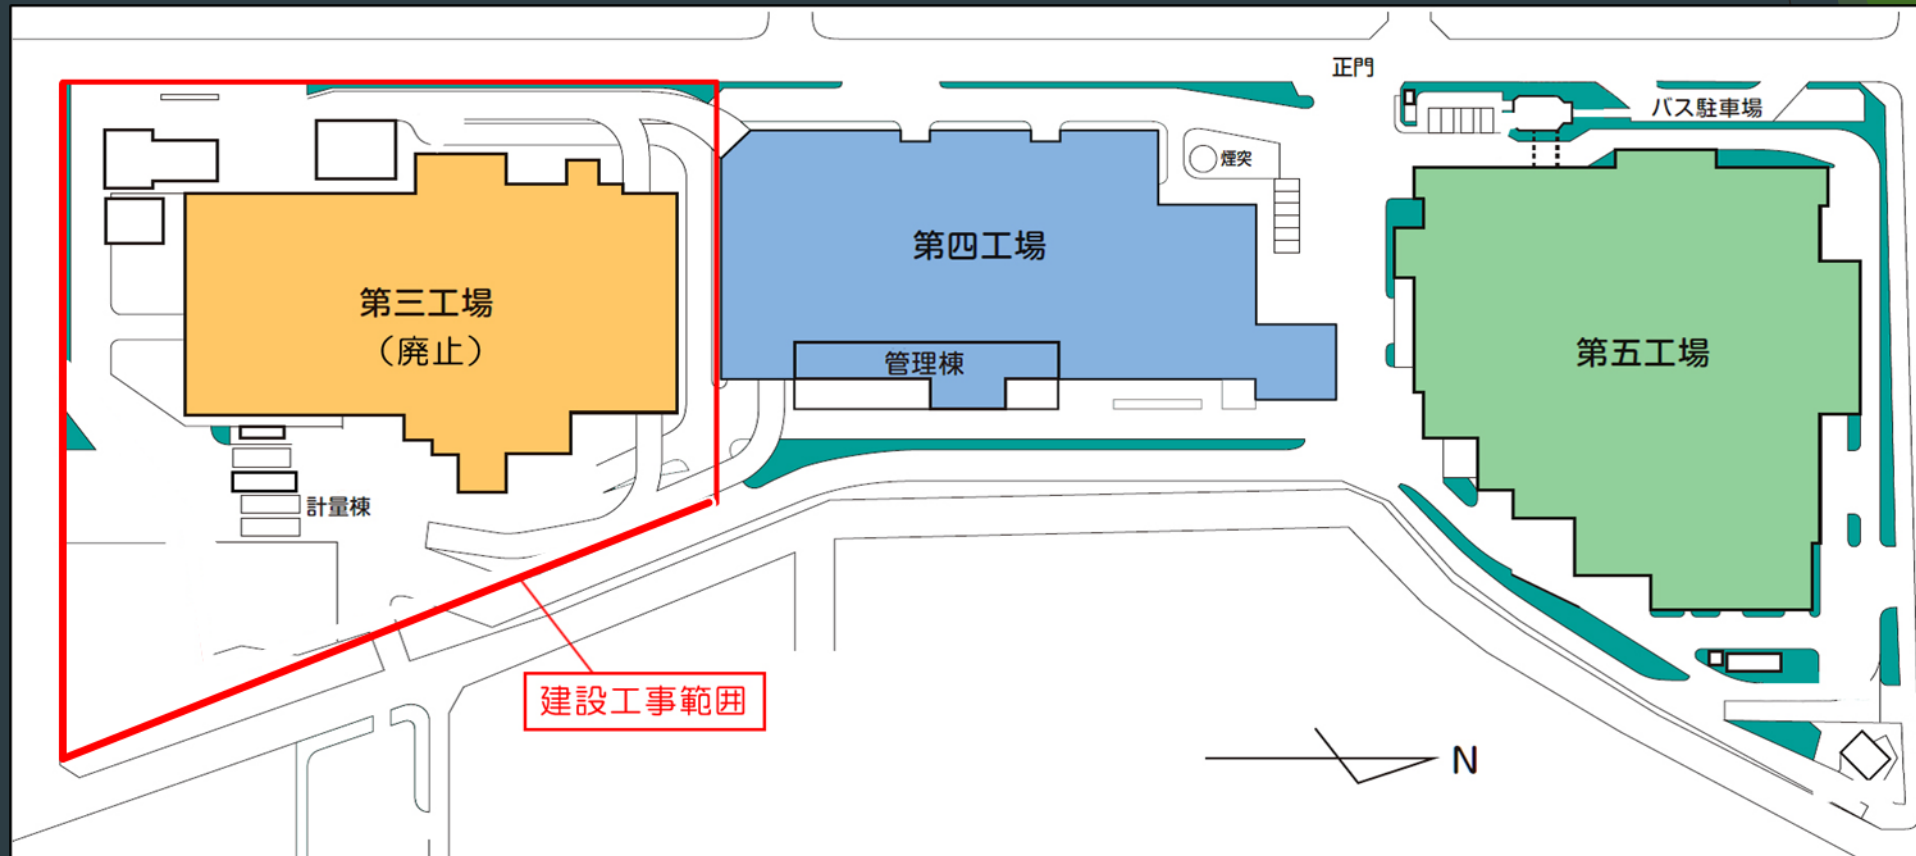 正門
バス駐車場
煙突
第四工場
第三工場
（廃止）
管理棟
第五工場
計量棟
建設工事範囲
N